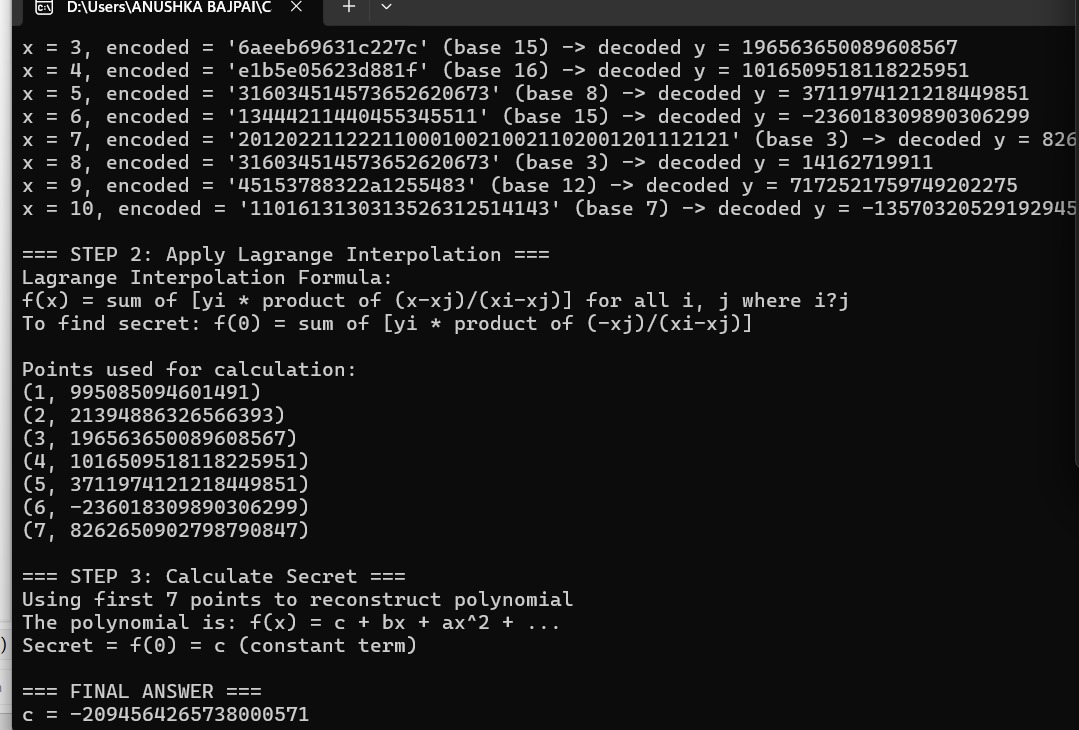 D:\Users\ANUSHKA BAJPAI\C
x = 3, encoded = '6aeeb69631c227c' (base 15) -> decoded y = 196563650089608567
x = 4, encoded = 'e1b5e05623d881f' (base 16) -> decoded y = 1016509518118225951
x = 5, encoded = '316034514573652620673' (base 8) -> decoded y = 3711974121218449851
x = 6, encoded = '13444211440455345511' (base 15) -> decoded y = -236018309890306299
x = 7, encoded = '2012022112221100010021002110200120111212​1' (base 3) -> decoded y = 826
x = 8, encoded = '316034514573652620673' (base 3) -> decoded y = 14162719911
x = 9, encoded = '45153788322a1255483' (base 12) -> decoded y = 7172521759749202275
x = 10, encoded = '1101613130313526312514143' (base 7) -> decoded y = -13570320529192945
=== STEP 2: Apply Lagrange Interpolation ===
Lagrange Interpolation Formula:
f(x) = sum of [yi * product of (x-xj)/(xi-xj)] for all i, j where i?j
To find secret: f(0) = sum of [yi * product of (-xj)/(xi-xj)]
Points used for calculation:
(1, 995085094601491)
(2, 21394886326566393)
(3, 196563650089608567)
(4, 1016509518118225951)
(5, 3711974121218449851)
(6, -236018309890306299)
(7, 8262650902798790847)
=== STEP 3: Calculate Secret ===
Using first 7 points to reconstruct polynomial
The polynomial is: f(x) = c + bx + ax^2 + ...
Secret = f(0) = c (constant term)
=== FINAL ANSWER ===
c = -2094564265738000571